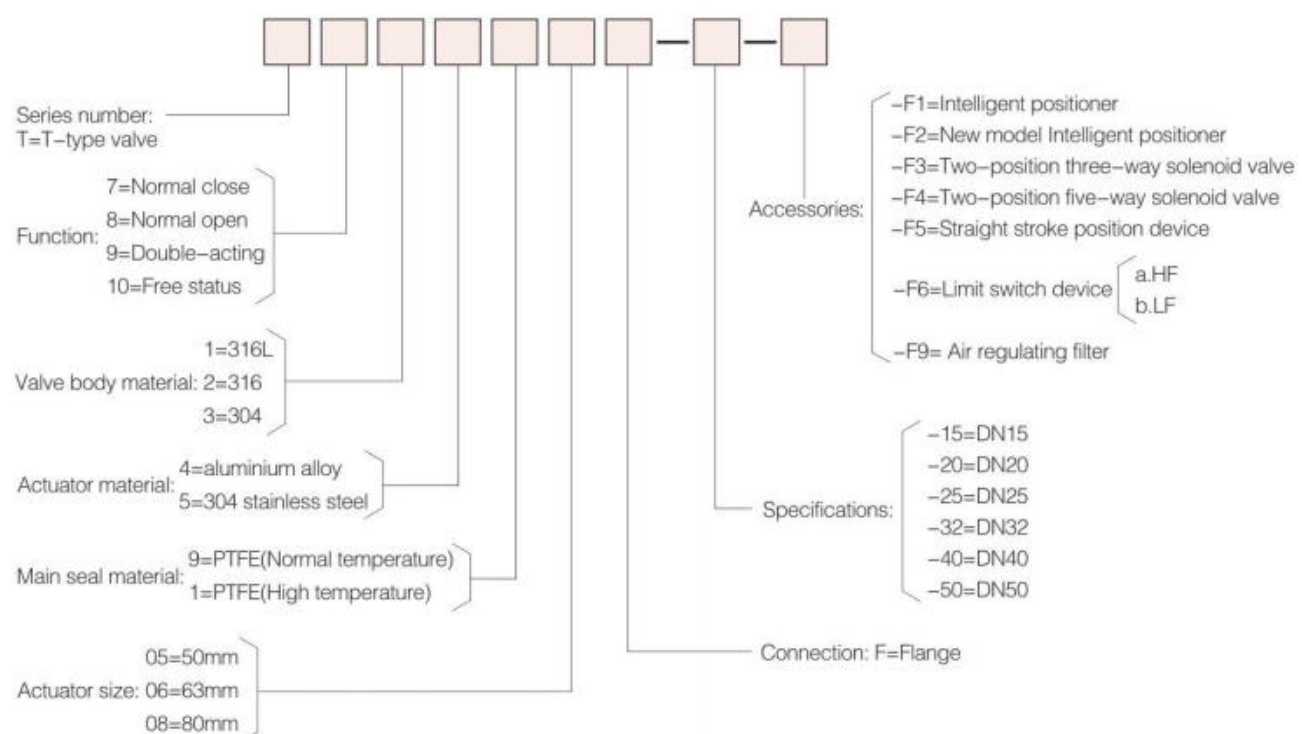 Series number:
T=T-type valve
Function:
7=Normal close
8=Normal open
9=Double-acting
10=Free status
Valve body material:
1=316L
2=316
3=304
Actuator material:
4=aluminium alloy
5=304 stainless steel
Main seal material:
9=PTFE(Normal temperature)
1=PTFE(High temperature)
Actuator size:
05=50mm
06=63mm
08=80mm
Accessories:
-F1=Intelligent positioner
-F2=New model Intelligent positioner
-F3=Two-position three-way solenoid valve
-F4=Two-position five-way solenoid valve
-F5=Straight stroke position device
-F6=Limit switch device
a.HF
b.LF
-F9= Air regulating filter
Specifications:
-15=DN15
-20=DN20
-25=DN25
-32=DN32
-40=DN40
-50=DN50
Connection: F=Flange